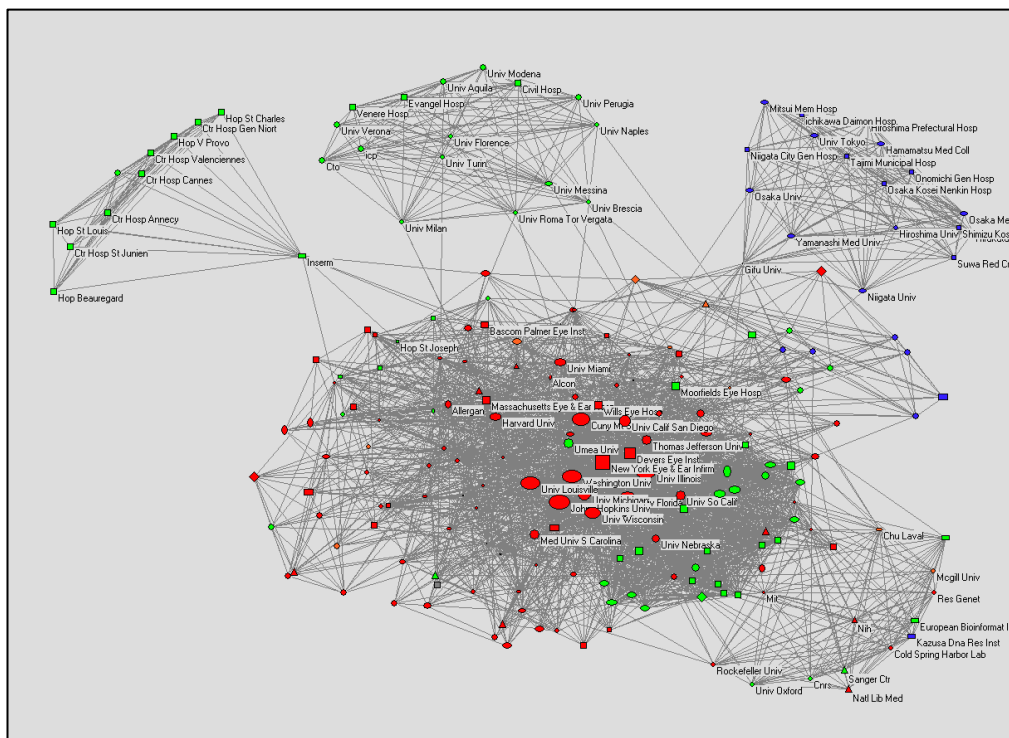 Univ Modena
Univ Aquila
Civil Hosp
Evangel Hosp
Univ Perugia
Venere Hosp
Univ Verona
Univ Naples
Univ Florence
icp
Univ Turin
Cto
Univ Messina
Univ Brescia
Univ Roma Tor Vergata
Univ Milan
Hop St Charles
Ctr Hosp Gen Niort
Hop V Provo
Ctr Hosp Valenciennes
Ctr Hosp Cannes
Ctr Hosp Annecy
Hop St Louis
Ctr Hosp St Junien
Hop Beauregard
Inserm
Mitsui Mem Hosp
Ichikawa Daimon Hosp
Hiroshima Prefectural Hosp
Univ Tokyo
Hamamatsu Med Coll
Niigata City Gen Hosp
Tajimi Municipal Hosp
Onomichi Gen Hosp
Osaka Kosei Nenkin Hosp
Osaka Univ
Osaka Me
Hiroshima Univ
Shimizu Kos
Yamanashi Med Univ
Suwa Red Cr
Gifu Univ
Niigata Univ
Bascom Palmer Eye Inst
Hop St Joseph
Univ Miami
Alcon
Moorfields Eye Hosp
Massachusetts Eye & Ear
Allergan
Wills Eye Hosp
Harvard Univ
Cuny
Univ Calif San Diego
Umea Univ
Thomas Jefferson Univ
Devers Eye Inst
New York Eye & Ear Infirm
Washington Univ
Univ Illinois
Univ Louisville
Univ Michigan
Florida
Univ So Calif
Johns Hopkins Univ
Univ Wisconsin
Med Univ S Carolina
Univ Nebraska
Chu Laval
Mcgill Univ
Mit
Res Genet
Nih
European Bioinformat I
Kazusa Dna Res Inst
Cold Spring Harbor Lab
Rockefeller Univ
Sanger Ctr
Cnrs
Univ Oxford
Natl Lib Med